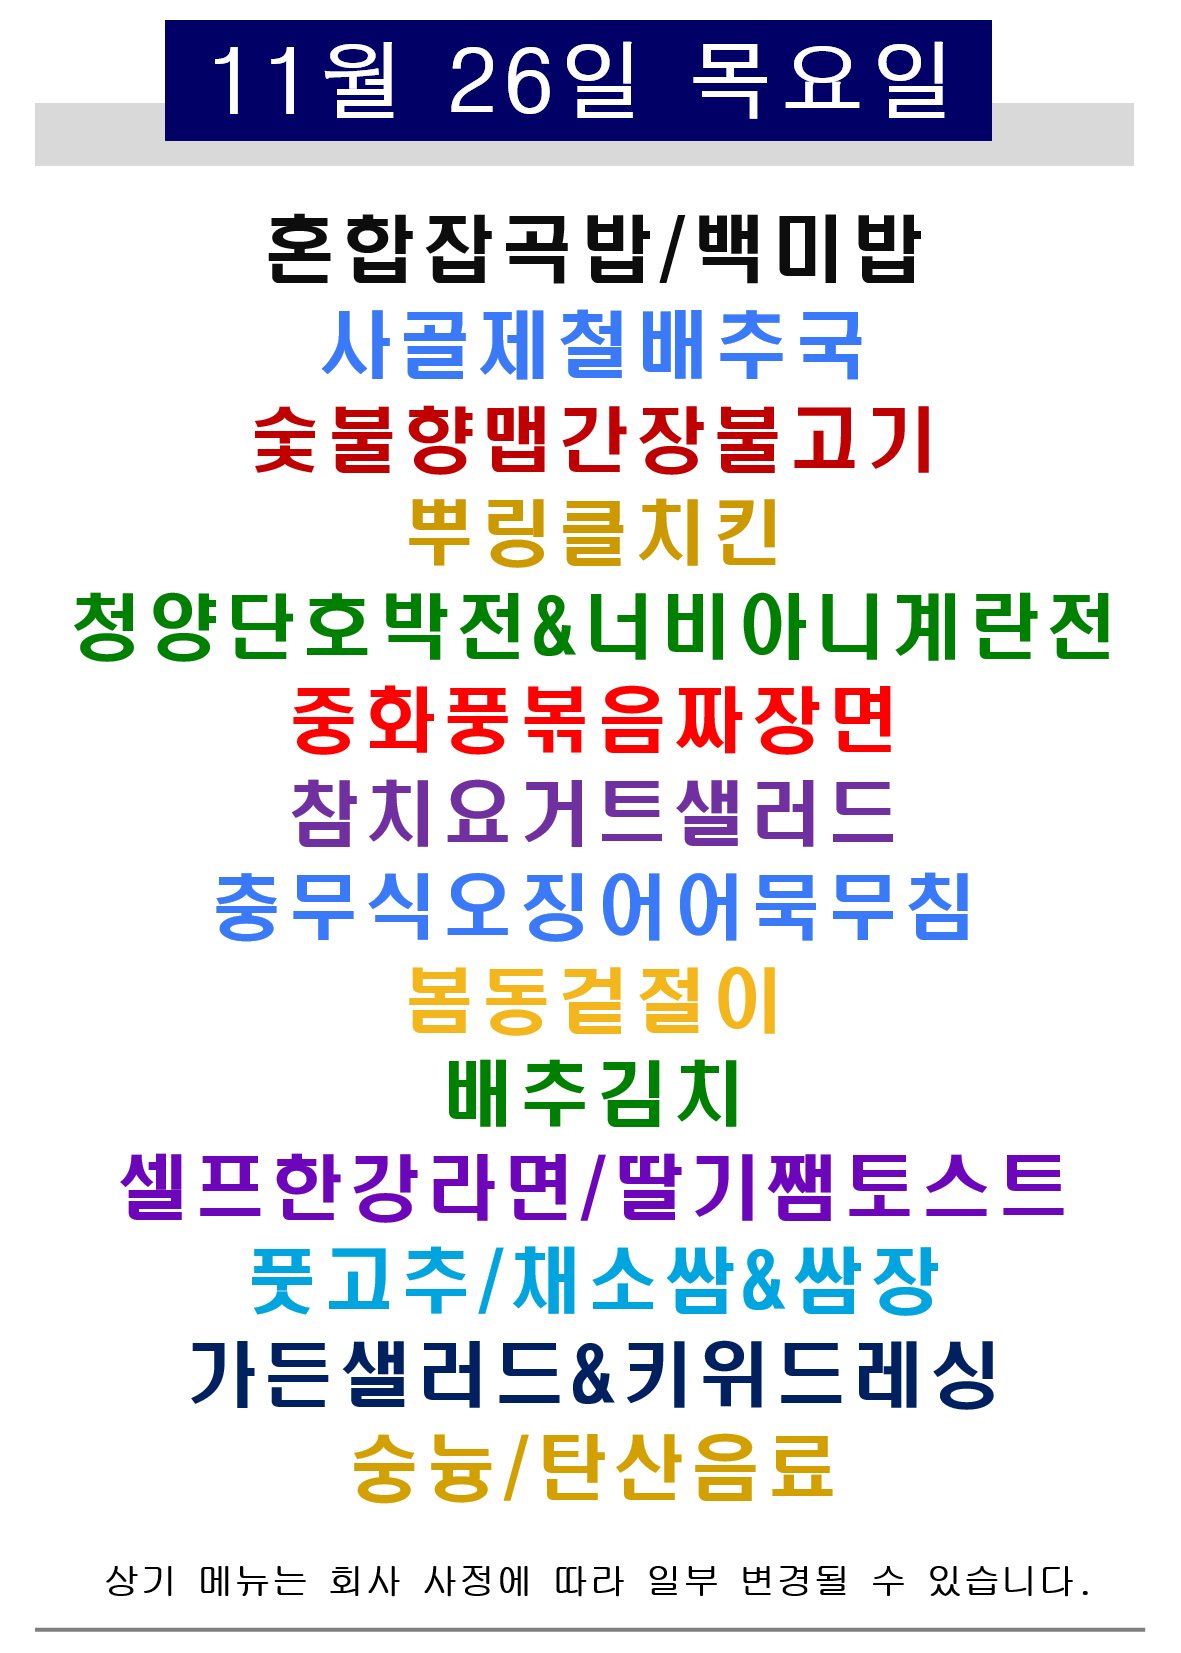 11월 26일 목요일
혼합잡곡밥/백미밥
사골제철배추국
숯불향맵간장불고기
뿌링클치킨
청양단호박전&너비아니계란전
중화풍볶음짜장면
참치요거트샐러드
충무식오징어어묵무침
봄동겉절이
배추김치
셀프한강라면/딸기쨈토스트
풋고추/채소쌈&쌈장
가든샐러드&키위드레싱
숭늉/탄산음료
상기 메뉴는 회사 사정에 따라 일부 변경될 수 있습니다.